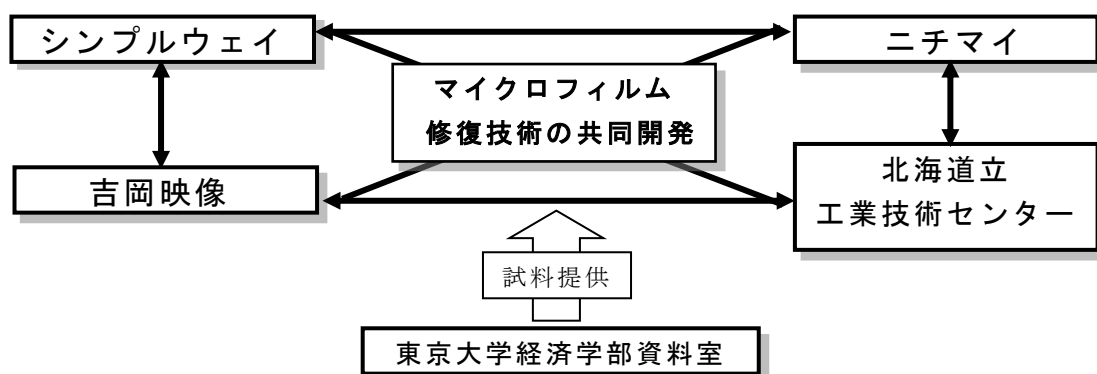 シンプルウェイ
ニチマイ
マイクロフィルム
修復技術の共同開発
吉岡映像
北海道立
工業技術センター
試料提供
東京大学経済学部資料室